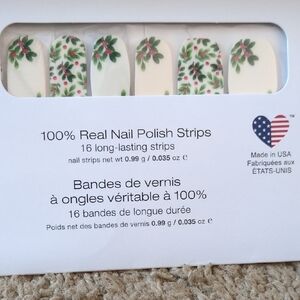 100% Real Nail Polish Strips
16 long-lasting strips
nail strips net wt 0.99 g / 0.035 oz ℮
Made in USA
Fabriquées aux
ÉTATS-UNIS
Bandes de vernis
à ongles véritable à 100%
16 bandes de longue durée
Poids net des bandes de vernis 0.99 g / 0.035 oz ℮